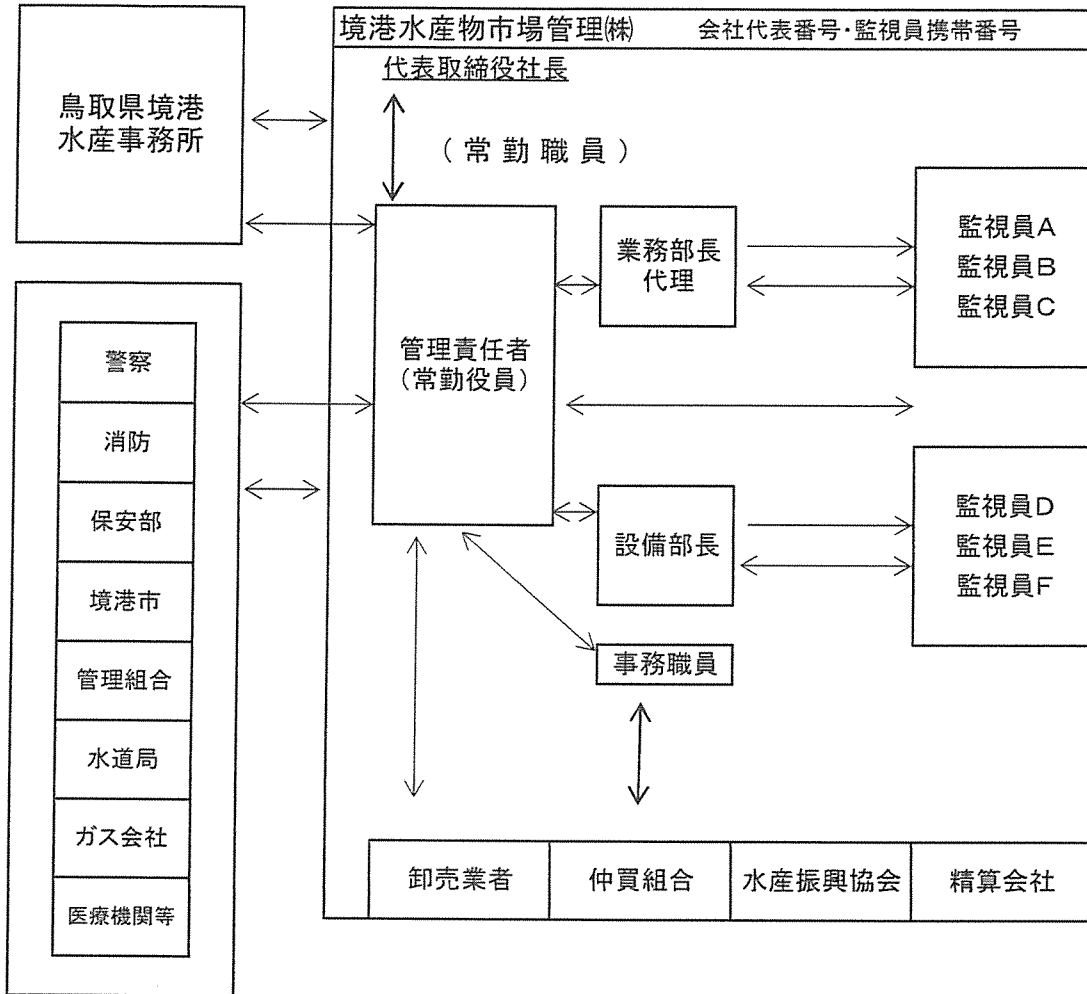 境港水産物市場管理㈱　会社代表番号・監視員携帯番号
代表取締役社長
鳥取県境港
水産事務所
（常勤職員）
業務部長
代理
監視員A
監視員B
監視員C
管理責任者
（常勤役員）
警察
消防
保安部
境港市
管理組合
水道局
ガス会社
医療機関等
設備部長
監視員D
監視員E
監視員F
事務職員
卸売業者
仲買組合
水産振興協会
精算会社